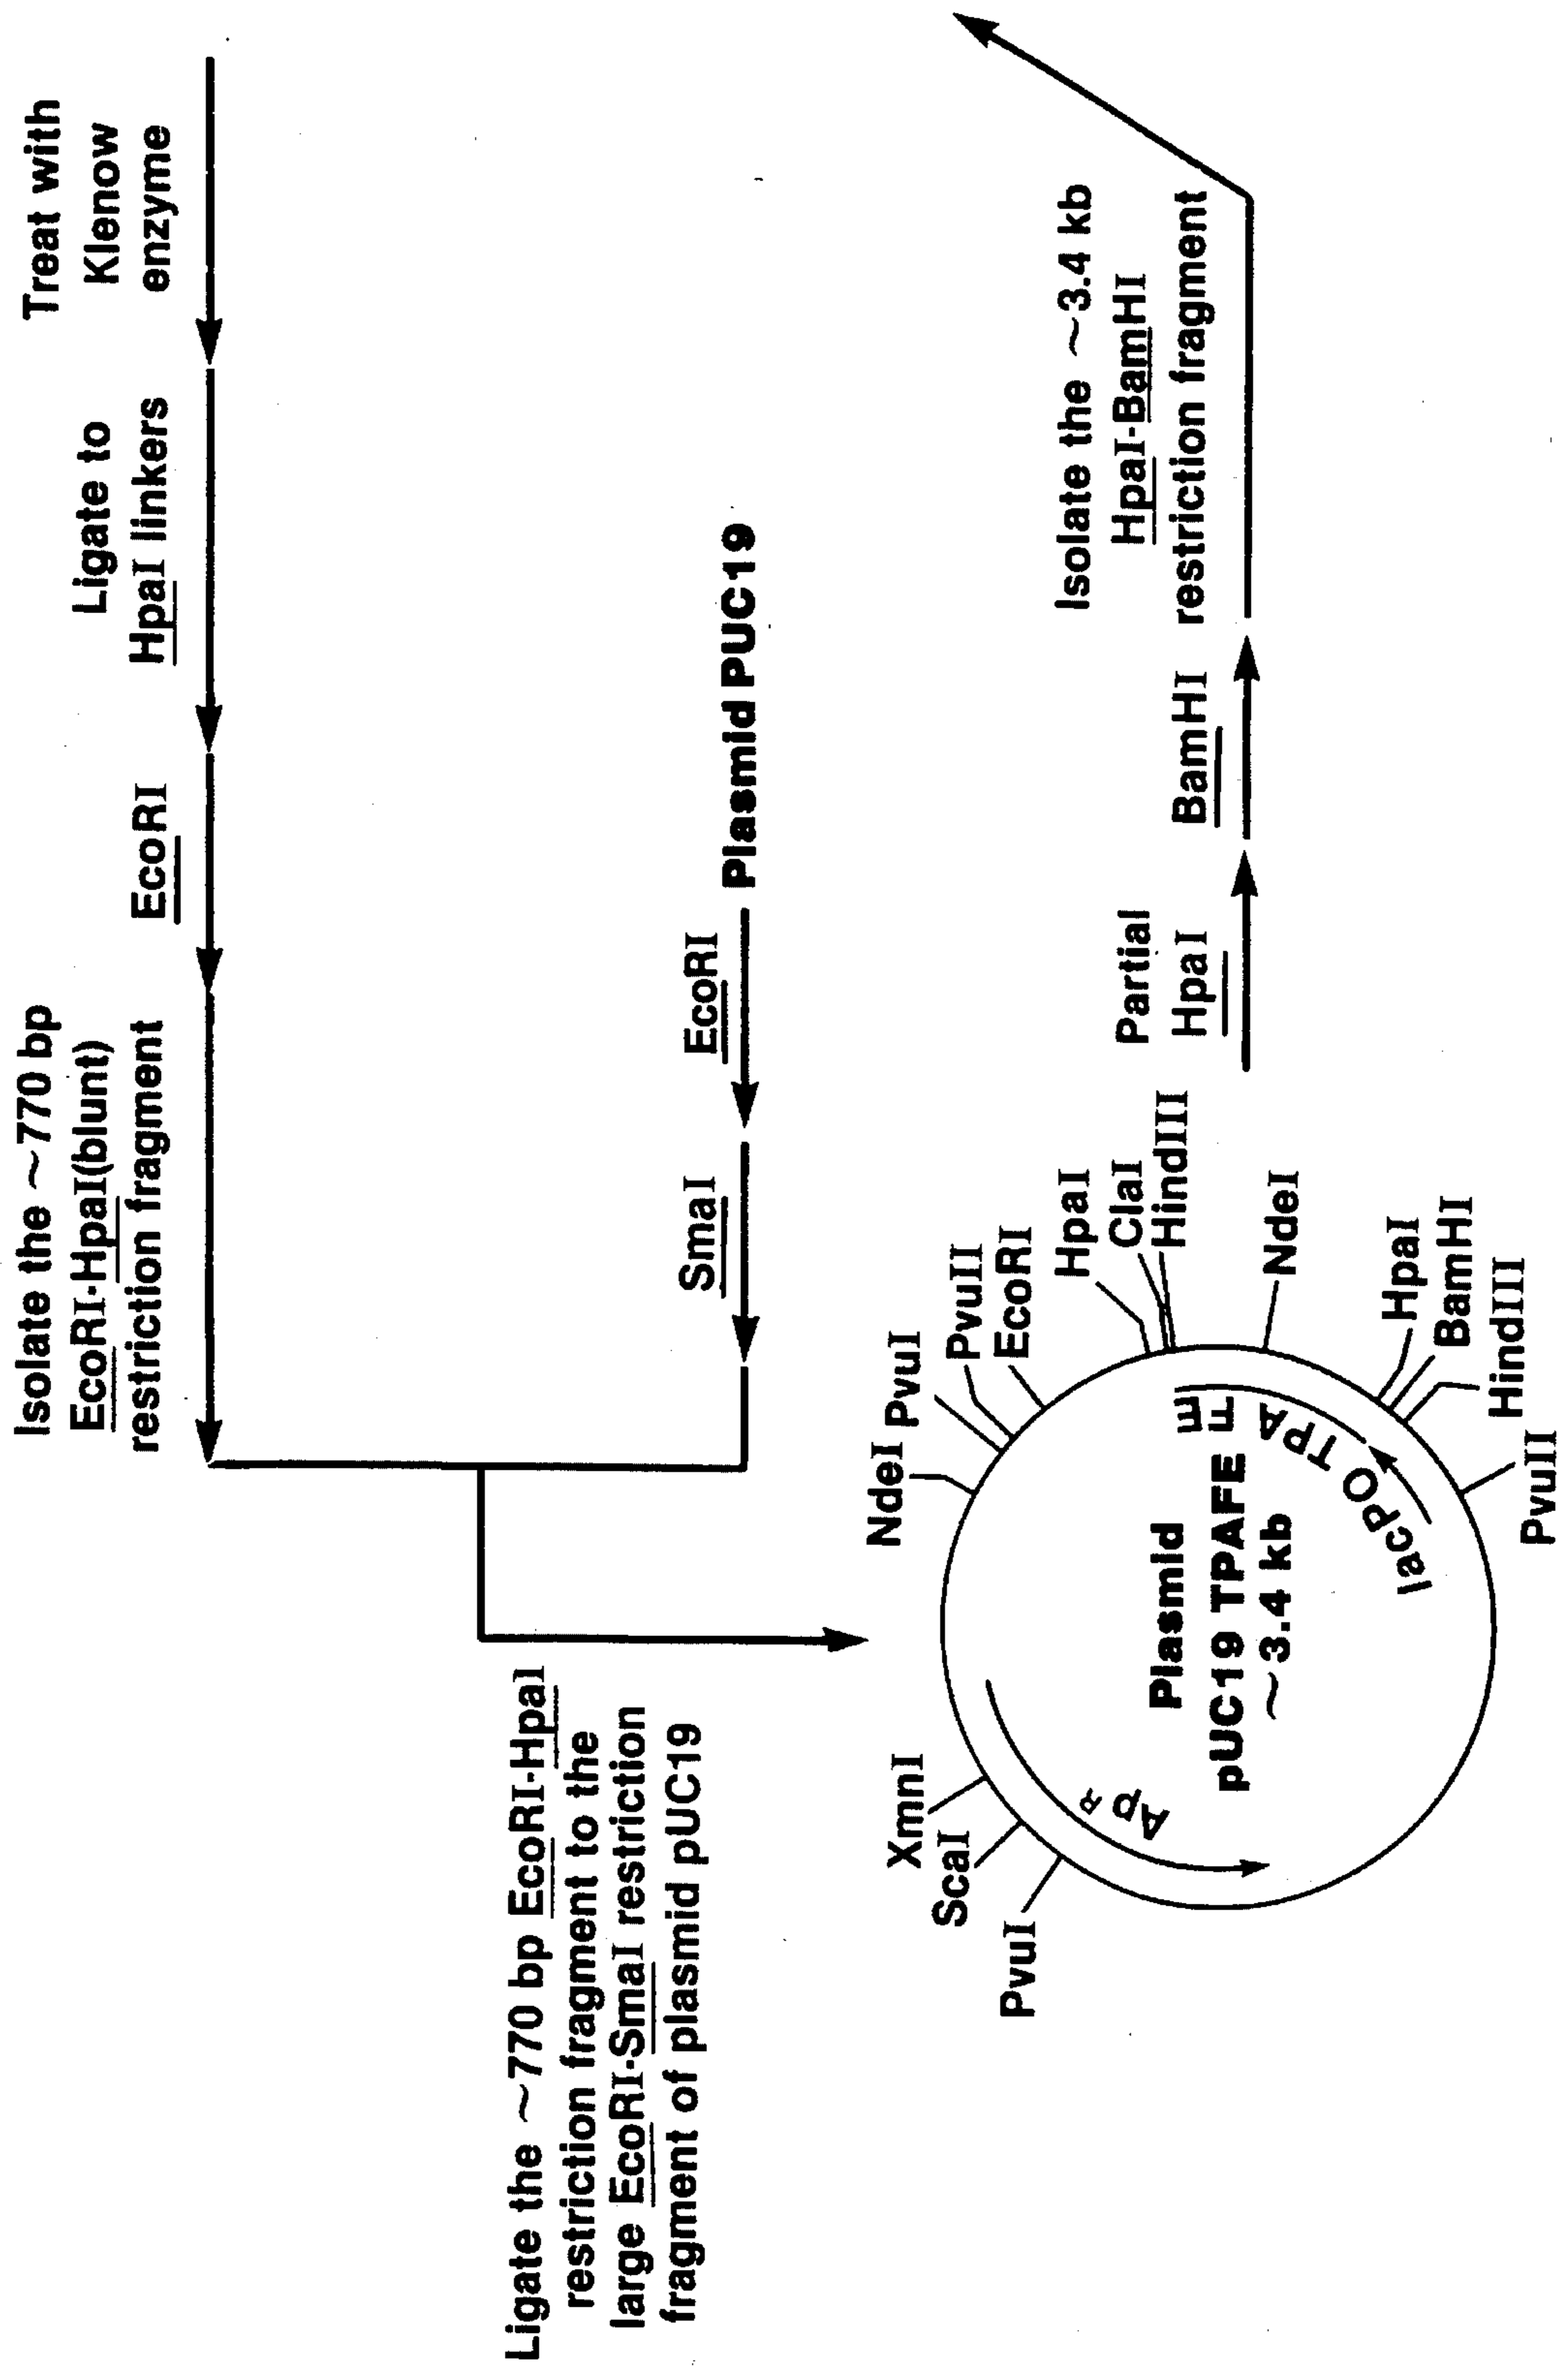 Treat with
Klenow
enzyme
Ligate to
HpaI linkers
EcoRI
Isolate the ~770 bp
EcoRI-HpaI(blunt)
restriction fragment
Plasmid PUC19
EcoRI
SmaI
Ligate the ~770 bp EcoRI-HpaI
restriction fragment to the
large EcoRI-SmaI restriction
fragment of plasmid pUC19
NdeI
PvuI
PvuII
EcoRI
HpaI
ClaI
HindIII
NdeI
HpaI
BamHI
HindIII
PvuII
XmnI
ScaI
PvuI
ApR
Plasmid
pUC19 TPAFE
~3.4 kb
TPA
FE
lacPO
Partial
HpaI
BamHI
Isolate the ~3.4 kb
HpaI-BamHI
restriction fragment